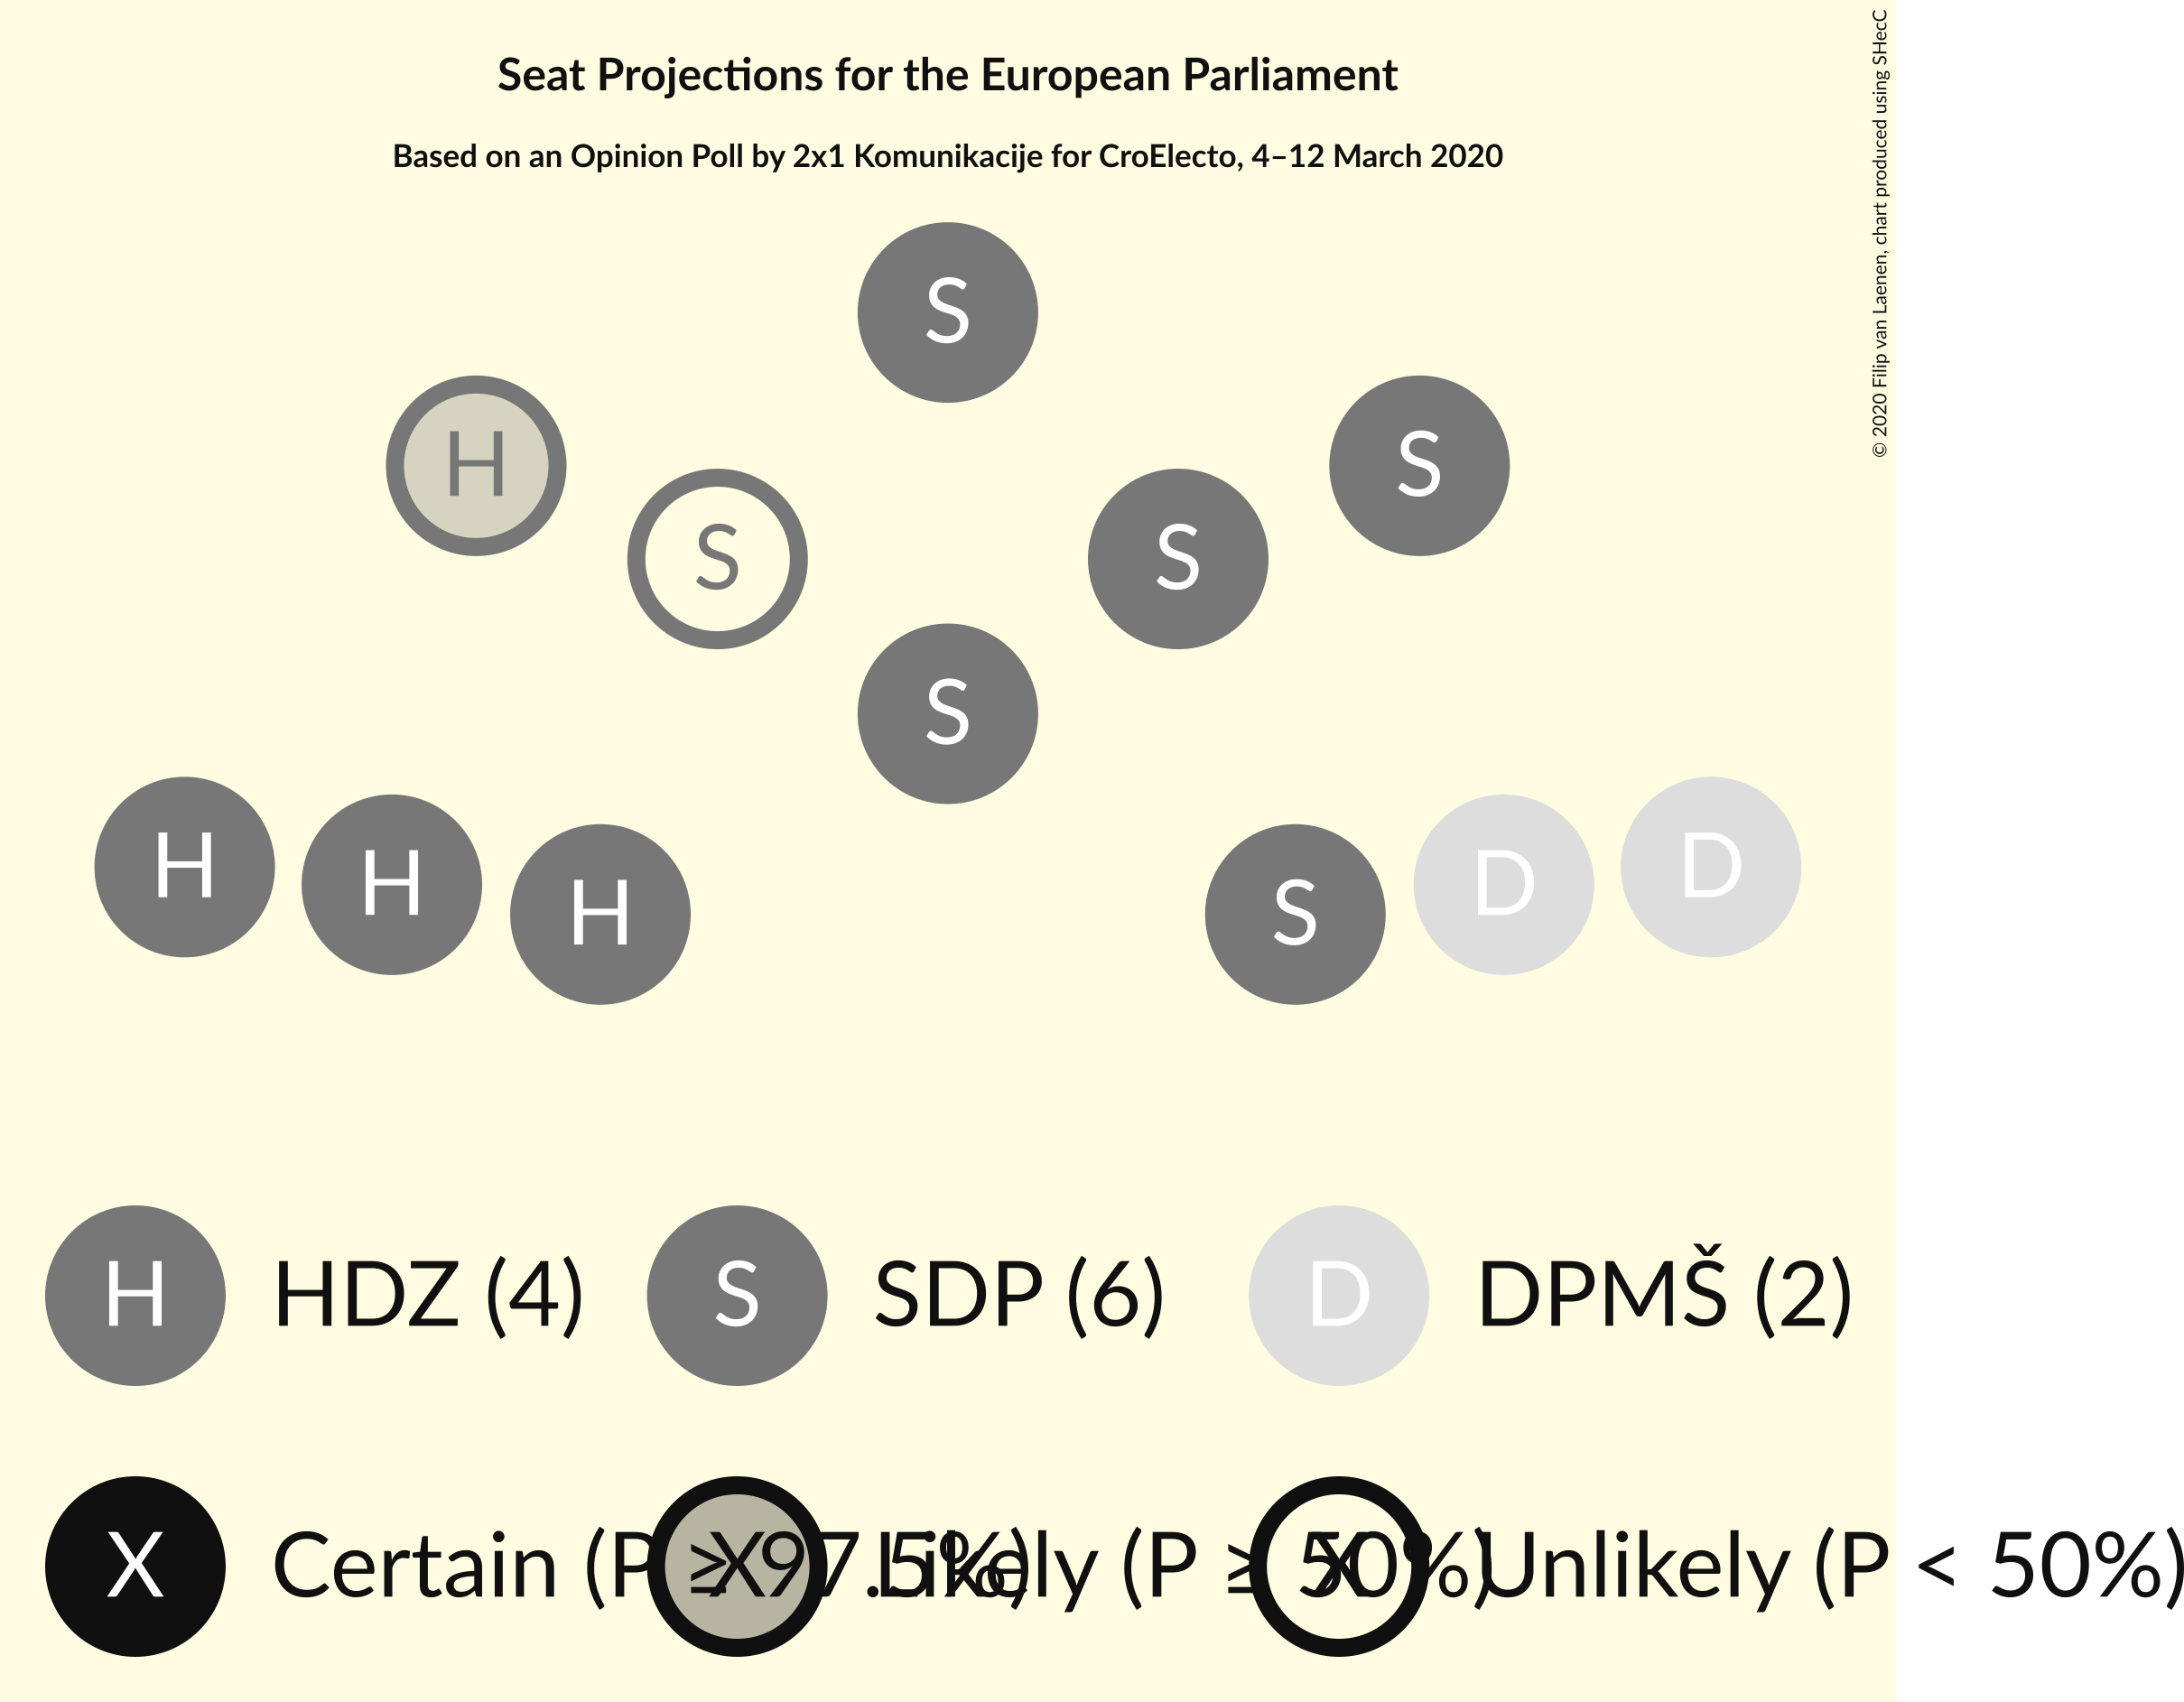 Seat Projections for the European Parliament
Based on an Opinion Poll by 2x1 Komunikacije for CroElecto, 4–12 March 2020
© 2020 Filip van Laenen, chart produced using SHecC
S
H
S
S
S
S
H
H
H
S
D
D
H HDZ (4) S SDP (6) D DPMŠ (2)
X Certain (P ≥ 97.5%) X Likely (P ≥ 50%) X Unlikely (P < 50%)